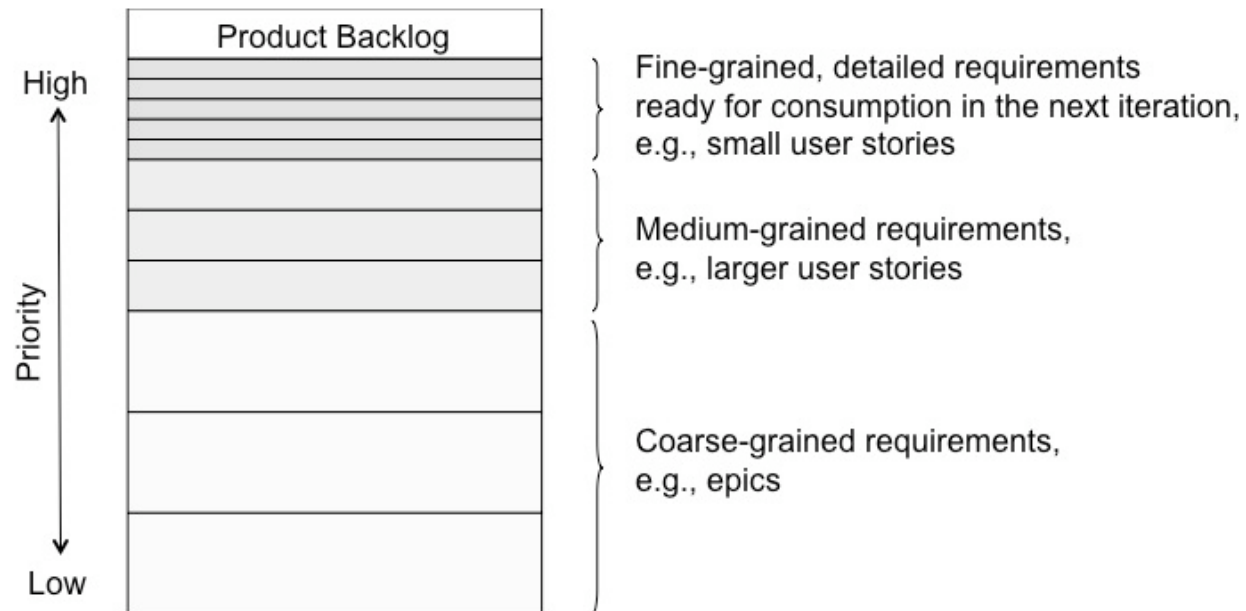 Product Backlog
High
Priority
Low
Fine-grained, detailed requirements
ready for consumption in the next iteration,
e.g., small user stories
Medium-grained requirements,
e.g., larger user stories
Coarse-grained requirements,
e.g., epics